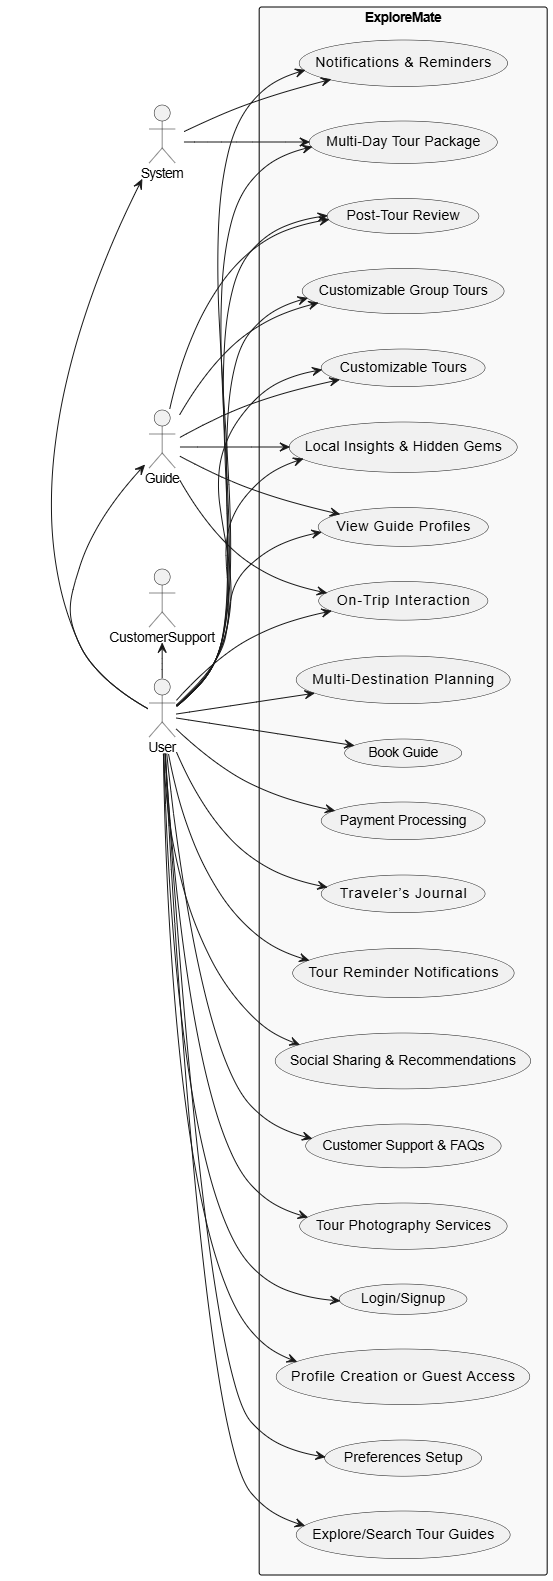 ExploreMate
Notifications & Reminders
Multi-Day Tour Package
System
Post-Tour Review
Customizable Group Tours
Customizable Tours
Local Insights & Hidden Gems
Guide
View Guide Profiles
On-Trip Interaction
CustomerSupport
Multi-Destination Planning
User
Book Guide
Payment Processing
Traveler’s Journal
Tour Reminder Notifications
Social Sharing & Recommendations
Customer Support & FAQs
Tour Photography Services
Login/Signup
Profile Creation or Guest Access
Preferences Setup
Explore/Search Tour Guides